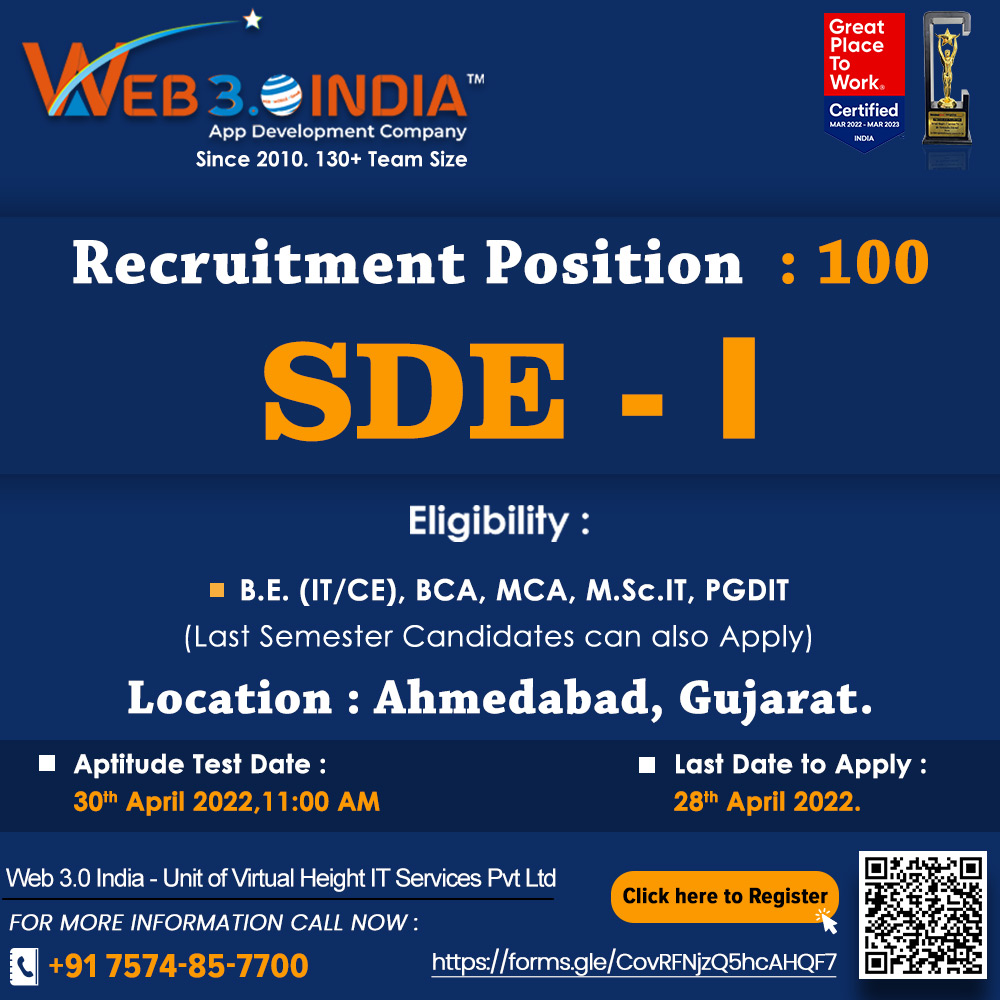 WEB 3.0 INDIA™
App Development Company
Since 2010. 130+ Team Size
Great
Place
To
Work®
Certified
MAR 2022 - MAR 2023
INDIA
Recruitment Position : 100
SDE - I
Eligibility :
B.E. (IT/CE), BCA, MCA, M.Sc.IT, PGDIT
(Last Semester Candidates can also Apply)
Location : Ahmedabad, Gujarat.
Aptitude Test Date :
30th April 2022,11:00 AM
Last Date to Apply :
28th April 2022.
Web 3.0 India - Unit of Virtual Height IT Services Pvt Ltd
FOR MORE INFORMATION CALL NOW :
+91 7574-85-7700
Click here to Register
https://forms.gle/CovRFNjzQ5hcAHQF7